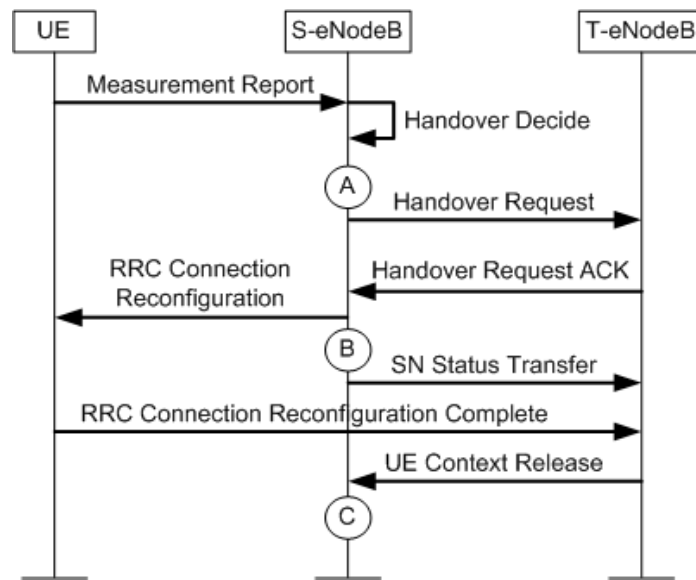 UE
S-eNodeB
T-eNodeB
Measurement Report
Handover Decide
A
Handover Request
RRC Connection
Reconfiguration
Handover Request ACK
B
SN Status Transfer
RRC Connection Reconfiguration Complete
UE Context Release
C